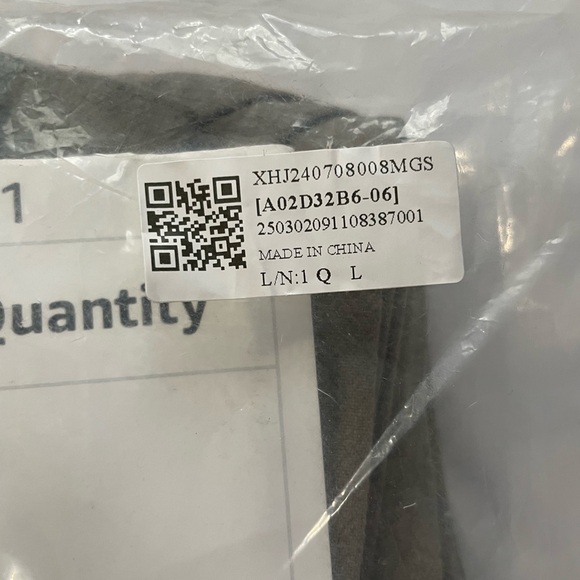 1
XHJ240708008MGS
[A02D32B6-06]
250302091108387001
MADE IN CHINA
L/N:1 Q L
Quantity